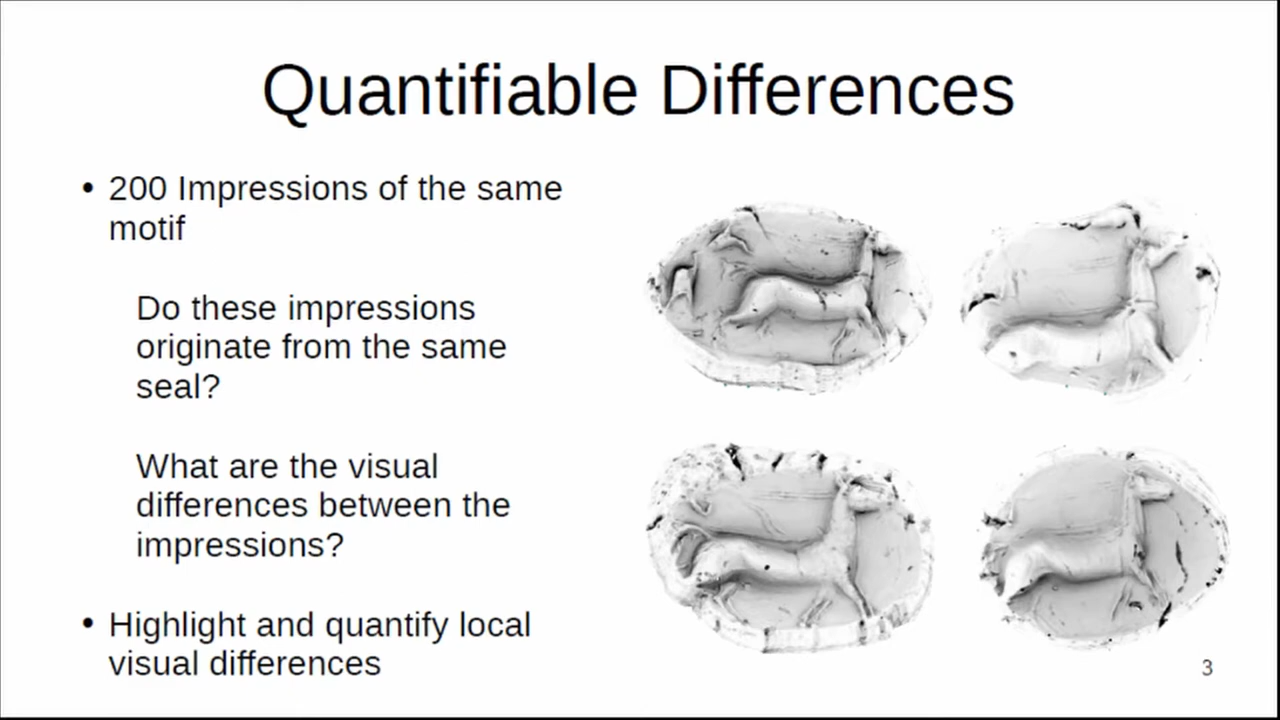 Quantifiable Differences
• 200 Impressions of the same
motif
Do these impressions
originate from the same
seal?
What are the visual
differences between the
impressions?
• Highlight and quantify local
visual differences
3